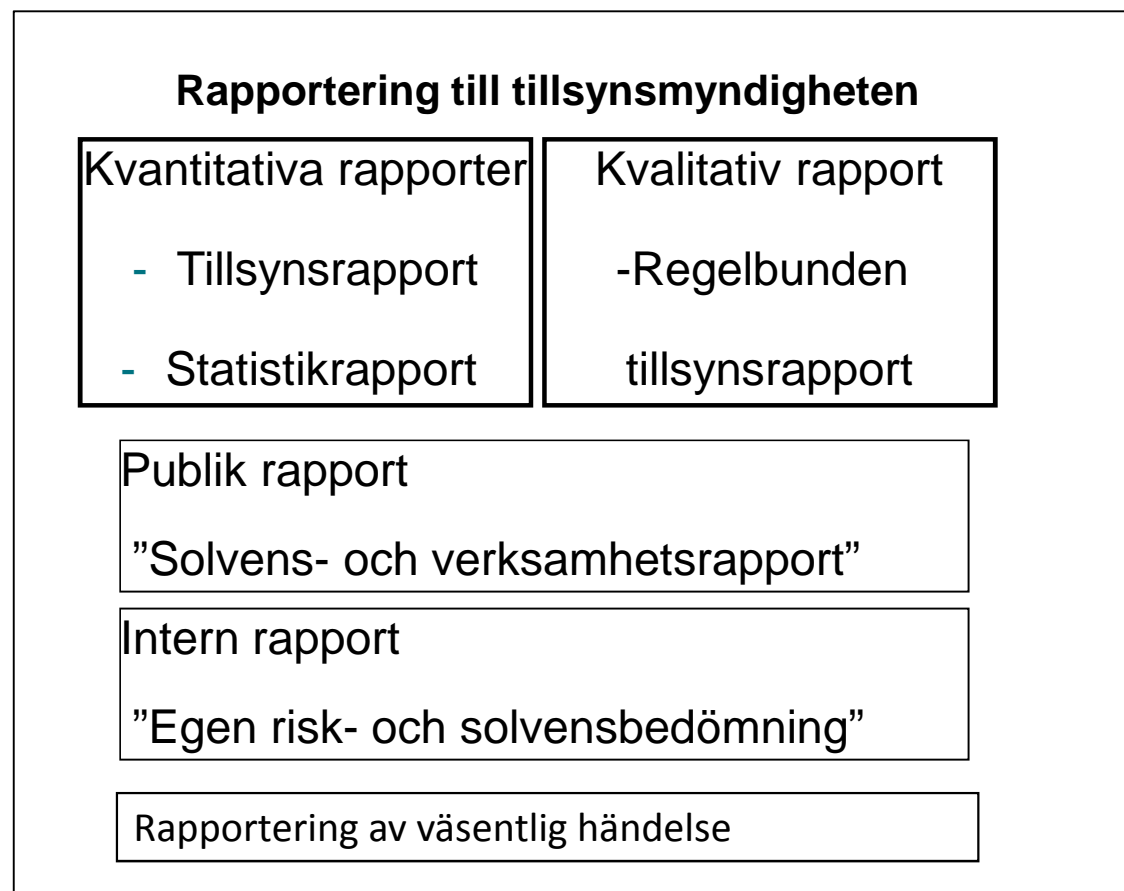 Rapportering till tillsynsmyndigheten
Kvantitativa rapporter
- Tillsynsrapport
- Statistikrapport
Kvalitativ rapport
-Regelbunden
tillsynsrapport
Publik rapport
”Solvens- och verksamhetsrapport”
Intern rapport
”Egen risk- och solvensbedömning”
Rapportering av väsentlig händelse